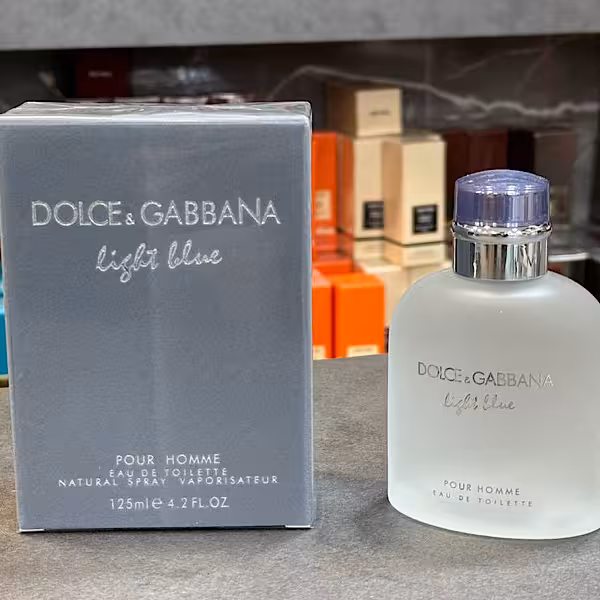 DOLCE & GABBANA
light blue
POUR HOMME
EAU DE TOILETTE
NATURAL SPRAY VAPORISATEUR
125ml ℮ 4.2 FL.OZ
DOLCE & GABBANA
light blue
POUR HOMME
EAU DE TOILETTE